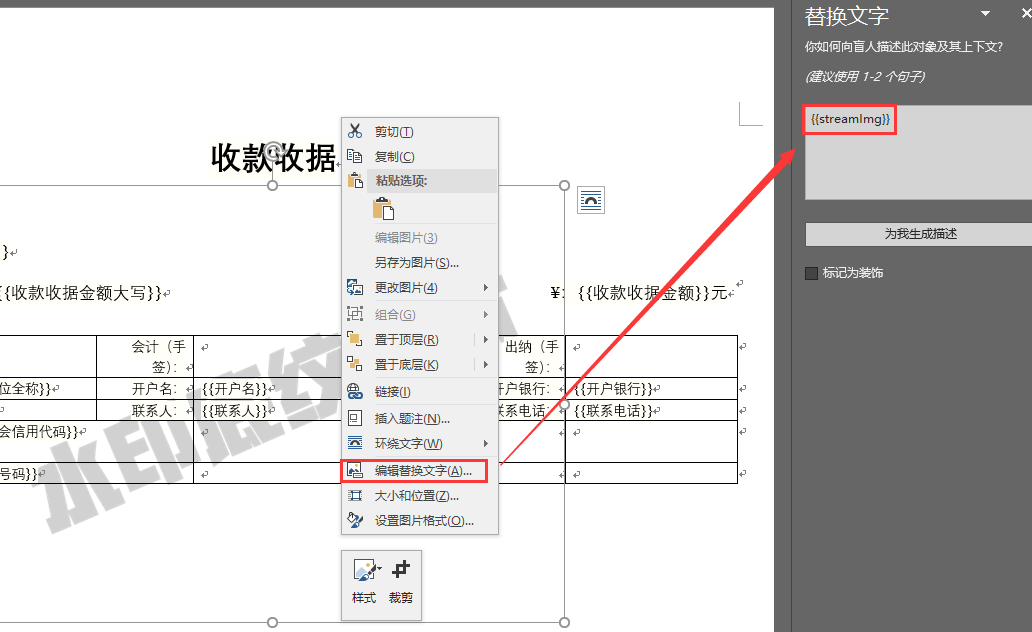 替换文字
你如何向盲人描述此对象及其上下文?
(建议使用 1-2 个句子)
{{streamImg}}
为我生成描述
标记为装饰
收款收据
}
{{收款收据金额大写}}
¥: {{收款收据金额}}元
会计（手签）:
出纳（手签）:
位全称}}
开户名: {{开户名}}
开户银行: {{开户银行}}
联系人: {{联系人}}
联系电话: {{联系电话}}
会信用代码}}
号码}}
水印底纹
剪切(T)
复制(C)
粘贴选项:
编辑图片(3)
另存为图片(S)...
更改图片(4)
组合(G)
置于顶层(R)
置于底层(K)
链接(I)
插入题注(N)...
环绕文字(W)
编辑替换文字(A)...
大小和位置(Z)...
设置图片格式(O)...
样式
裁剪